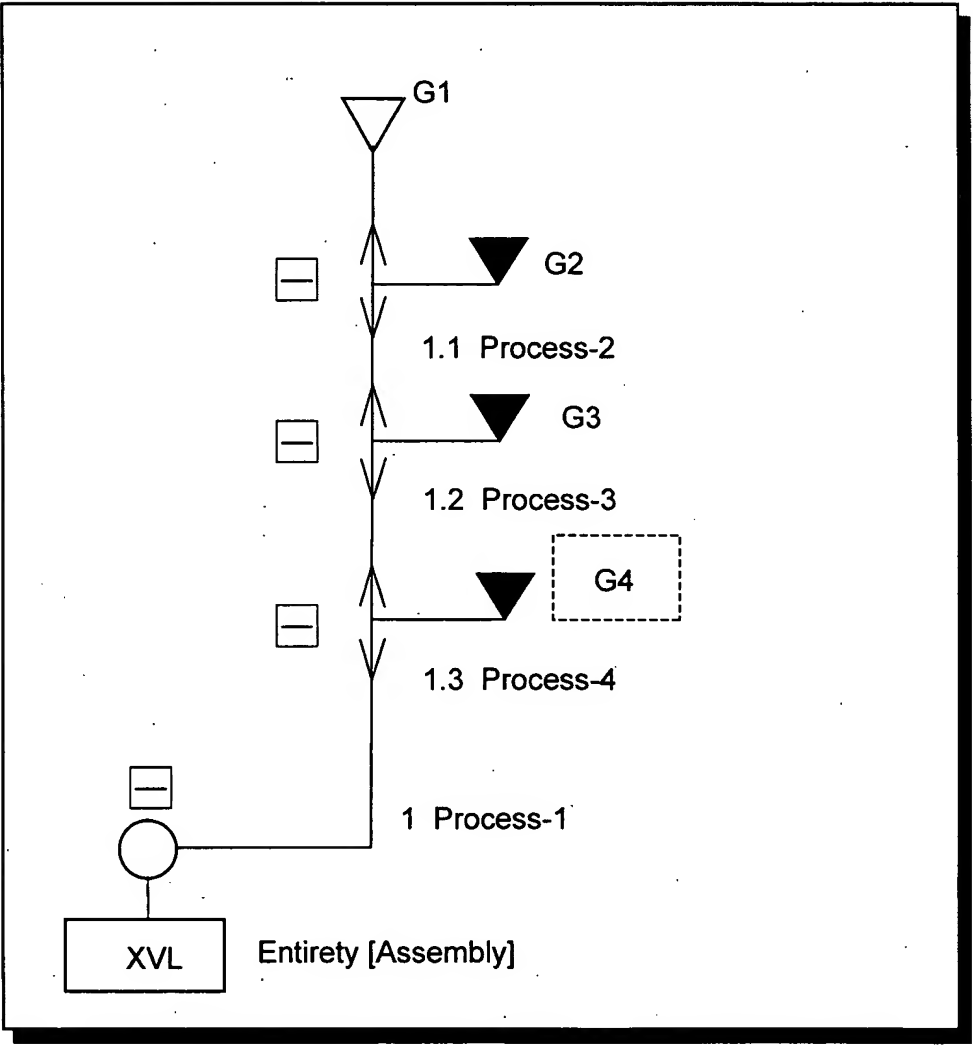 G1
G2
1.1 Process-2
G3
1.2 Process-3
G4
1.3 Process-4
1 Process-1
XVL
Entirety [Assembly]